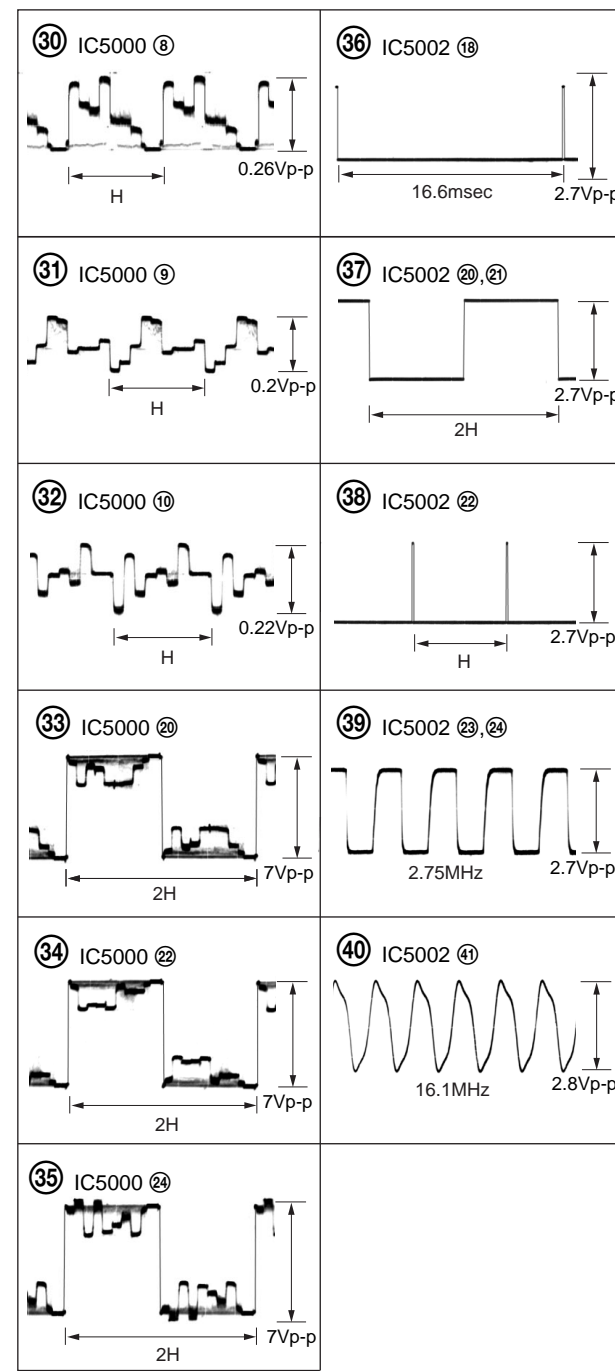 ㉚ IC5000 ⑧
0.26Vp-p
H
㉛ IC5000 ⑨
0.2Vp-p
H
㉜ IC5000 ⑩
0.22Vp-p
H
㉝ IC5000 ⑳
7Vp-p
2H
㉞ IC5000 ㉒
7Vp-p
2H
㉟ IC5000 ㉔
7Vp-p
2H
㊱ IC5002 ⑱
16.6msec
2.7Vp-p
㊲ IC5002 ⑳,㉑
2.7Vp-p
2H
㊳ IC5002 ㉒
2.7Vp-p
H
㊴ IC5002 ㉓,㉔
2.75MHz
2.7Vp-p
㊵ IC5002 ㊶
16.1MHz
2.8Vp-p